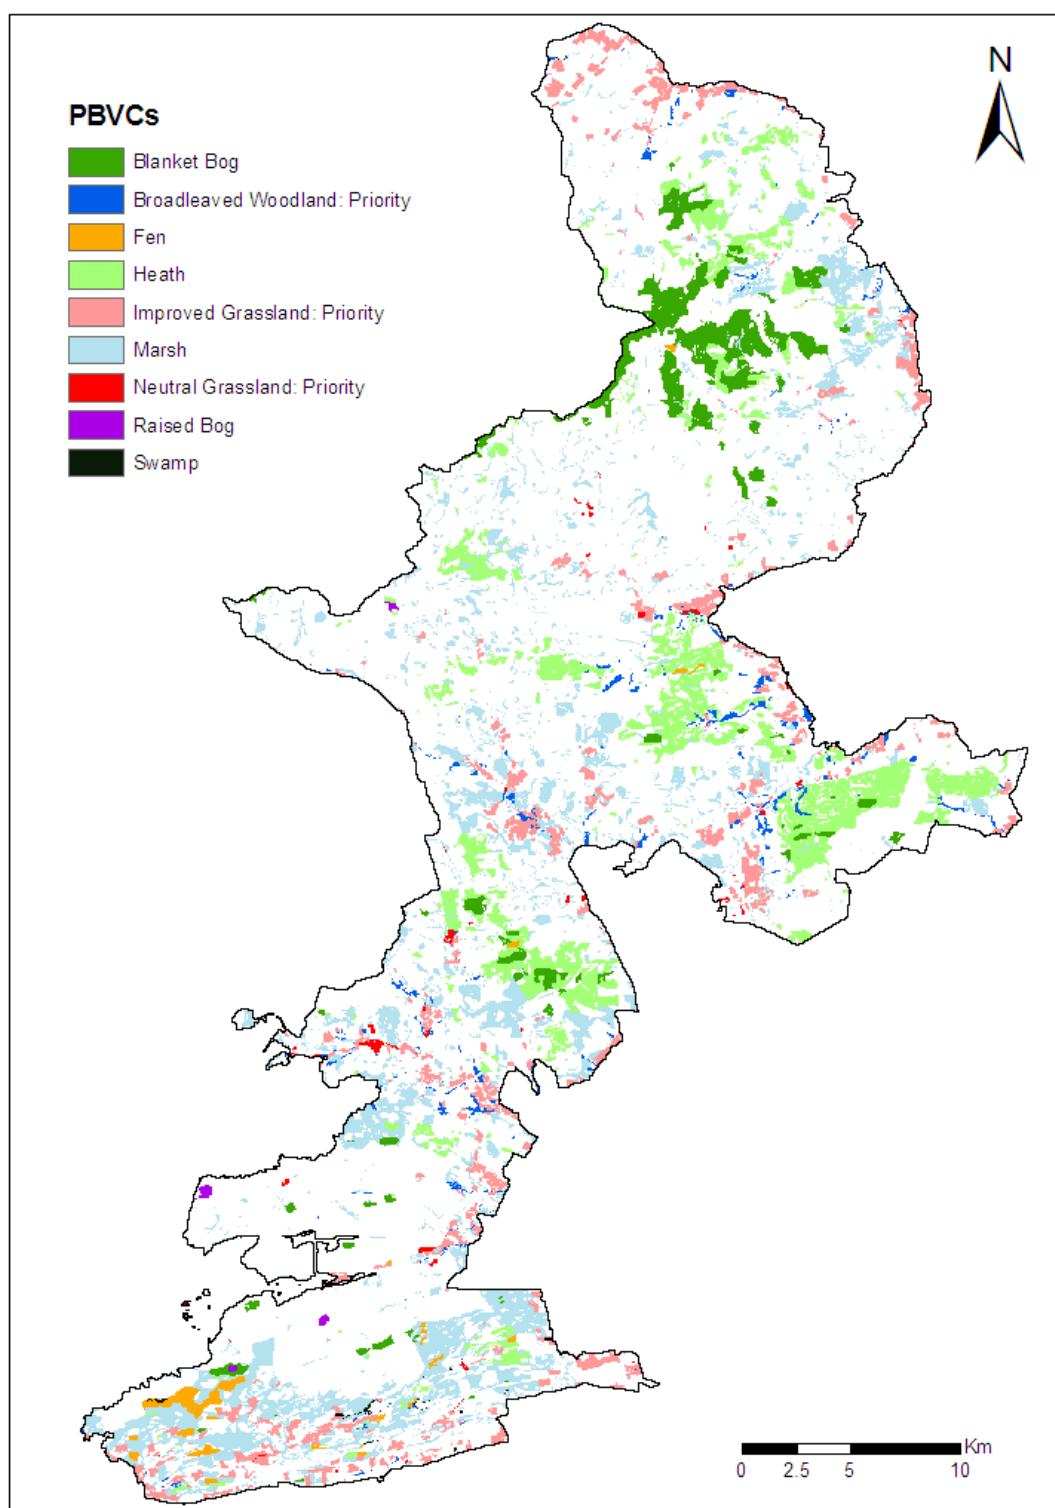 N
PBVCs
Blanket Bog
Broadleaved Woodland: Priority
Fen
Heath
Improved Grassland: Priority
Marsh
Neutral Grassland: Priority
Raised Bog
Swamp
Km
0 2.5 5 10